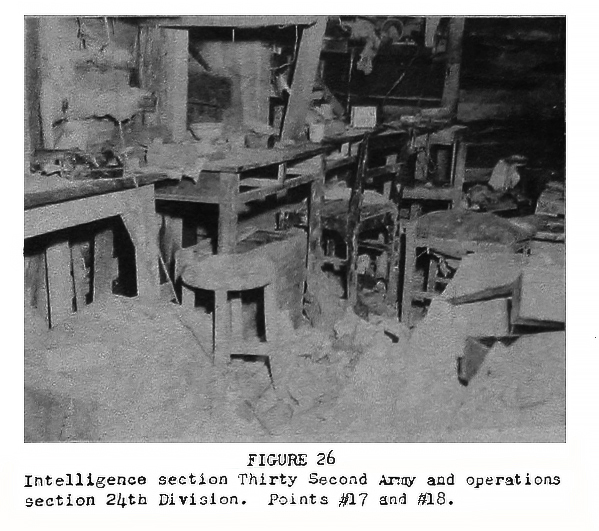 FIGURE 26
Intelligence section Thirty Second Army and operations
section 24th Division.  Points #17 and #18.